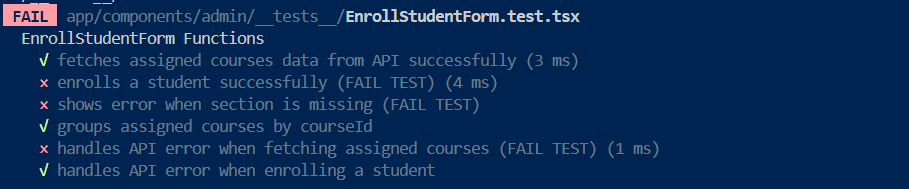 FAIL app/components/admin/__tests__/EnrollStudentForm.test.tsx
EnrollStudentForm Functions
√ fetches assigned courses data from API successfully (3 ms)
× enrolls a student successfully (FAIL TEST) (4 ms)
× shows error when section is missing (FAIL TEST)
√ groups assigned courses by courseId
× handles API error when fetching assigned courses (FAIL TEST) (1 ms)
√ handles API error when enrolling a student